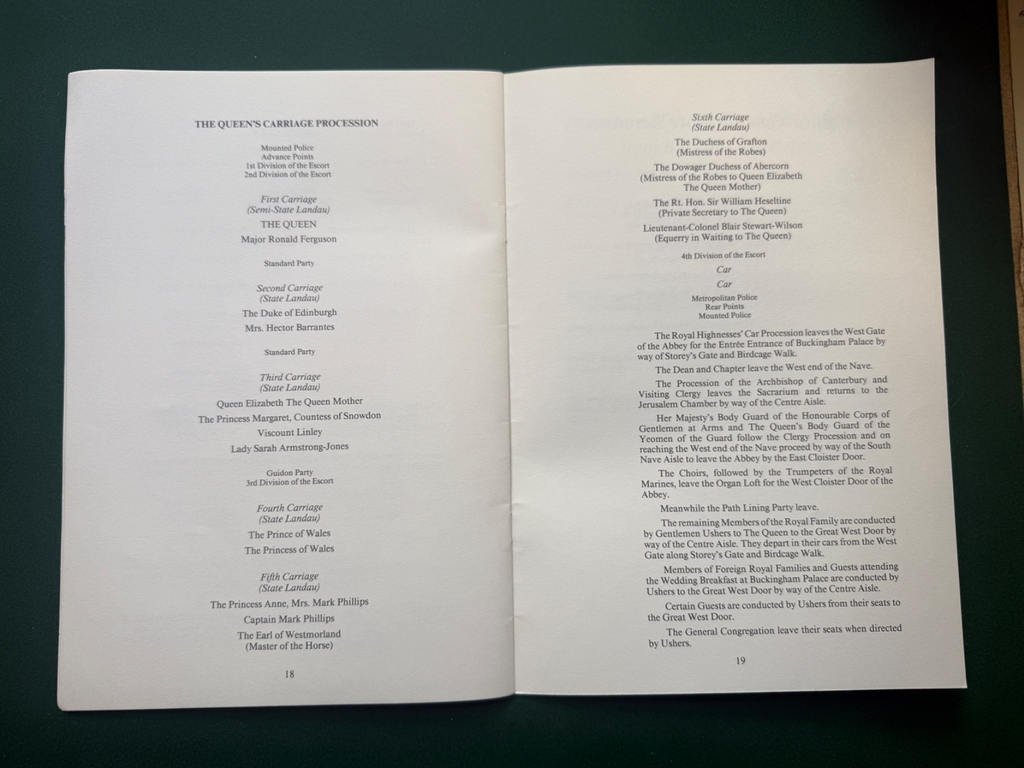 THE QUEEN'S CARRIAGE PROCESSION
Mounted Police
Advance Points
1st Division of the Escort
2nd Division of the Escort
First Carriage
(Semi-State Landau)
THE QUEEN
Major Ronald Ferguson
Standard Party
Second Carriage
(State Landau)
The Duke of Edinburgh
Mrs. Hector Barrantes
Standard Party
Third Carriage
(State Landau)
Queen Elizabeth The Queen Mother
The Princess Margaret, Countess of Snowdon
Viscount Linley
Lady Sarah Armstrong-Jones
Guidon Party
3rd Division of the Escort
Fourth Carriage
(State Landau)
The Prince of Wales
The Princess of Wales
Fifth Carriage
(State Landau)
The Princess Anne, Mrs. Mark Phillips
Captain Mark Phillips
The Earl of Westmorland
(Master of the Horse)
18
Sixth Carriage
(State Landau)
The Duchess of Grafton
(Mistress of the Robes)
The Dowager Duchess of Abercorn
(Mistress of the Robes to Queen Elizabeth
The Queen Mother)
The Rt. Hon. Sir William Heseltine
(Private Secretary to The Queen)
Lieutenant-Colonel Blair Stewart-Wilson
(Equerry in Waiting to The Queen)
4th Division of the Escort
Car
Car
Metropolitan Police
Rear Points
Mounted Police
The Royal Highnesses' Car Procession leaves the West Gate
of the Abbey for the Entrée Entrance of Buckingham Palace by
way of Storey's Gate and Birdcage Walk.
The Dean and Chapter leave the West end of the Nave.
The Procession of the Archbishop of Canterbury and
Visiting Clergy leaves the Sacrarium and returns to the
Jerusalem Chamber by way of the Centre Aisle.
Her Majesty's Body Guard of the Honourable Corps of
Gentlemen at Arms and The Queen's Body Guard of the
Yeomen of the Guard follow the Clergy Procession and on
reaching the West end of the Nave proceed by way of the South
Nave Aisle to leave the Abbey by the East Cloister Door.
The Choirs, followed by the Trumpeters of the Royal
Marines, leave the Organ Loft for the West Cloister Door of the
Abbey.
Meanwhile the Path Lining Party leave.
The remaining Members of the Royal Family are conducted
by Gentlemen Ushers to The Queen to the Great West Door by
way of the Centre Aisle. They depart in their cars from the West
Gate along Storey's Gate and Birdcage Walk.
Members of Foreign Royal Families and Guests attending
the Wedding Breakfast at Buckingham Palace are conducted by
Ushers to the Great West Door by way of the Centre Aisle.
Certain Guests are conducted by Ushers from their seats to
the Great West Door.
The General Congregation leave their seats when directed
by Ushers.
19